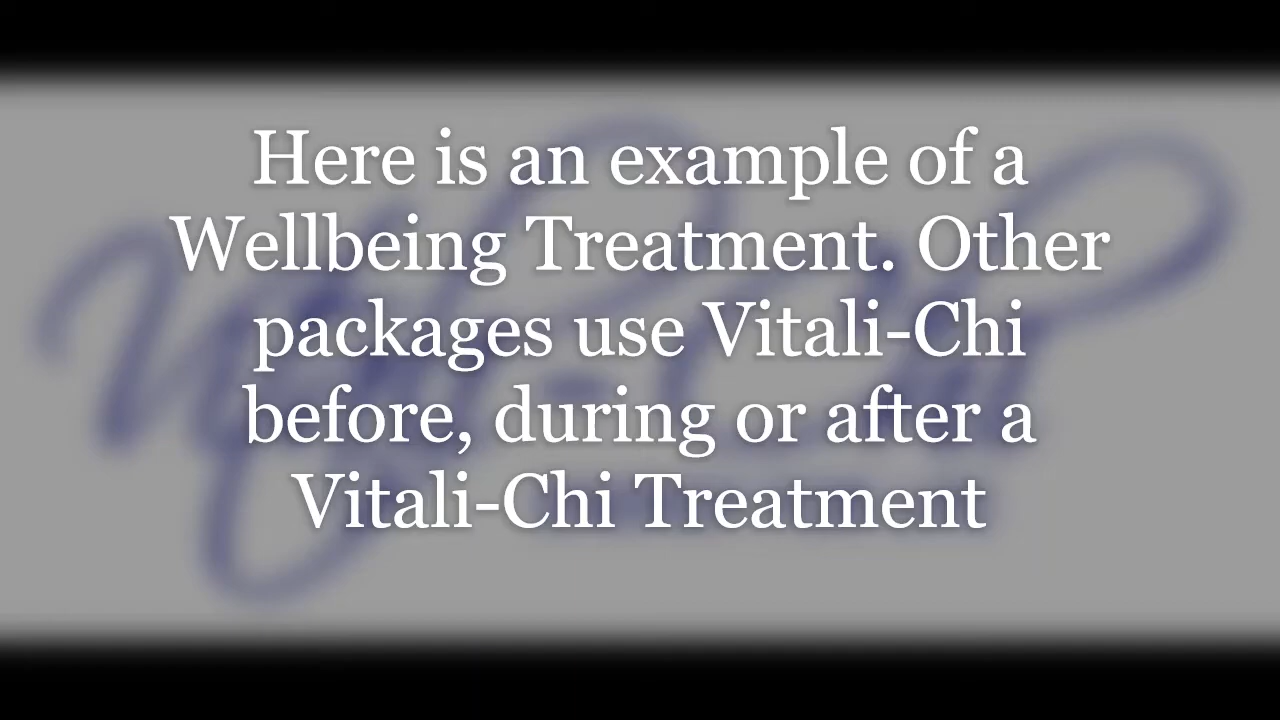 Here is an example of a
Wellbeing Treatment. Other
packages use Vitali-Chi
before, during or after a
Vitali-Chi Treatment